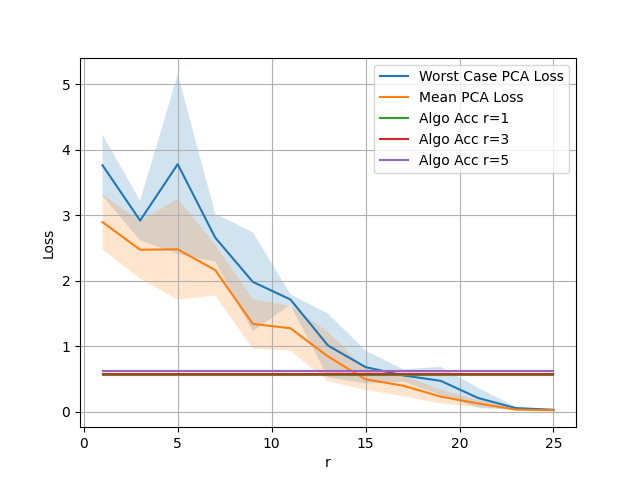 Worst Case PCA Loss
Mean PCA Loss
Algo Acc r=1
Algo Acc r=3
Algo Acc r=5
5
4
3
2
1
0
Loss
0 5 10 15 20 25
r